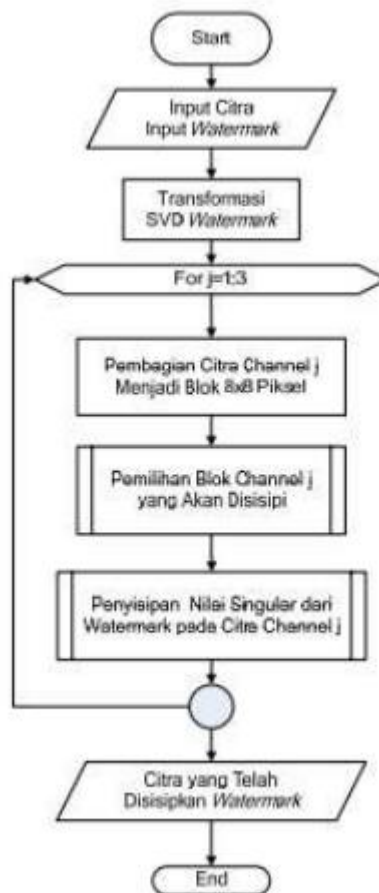 Start
Input Citra
Input Watermark
Transformasi
SVD Watermark
For j=1:3
Pembagian Citra Channel j
Menjadi Blok 8x8 Piksel
Pemilihan Blok Channel j
yang Akan Disisipi
Penyisipan Nilai Singular dari
Watermark pada Citra Channel j
Citra yang Telah
Disisipkan Watermark
End